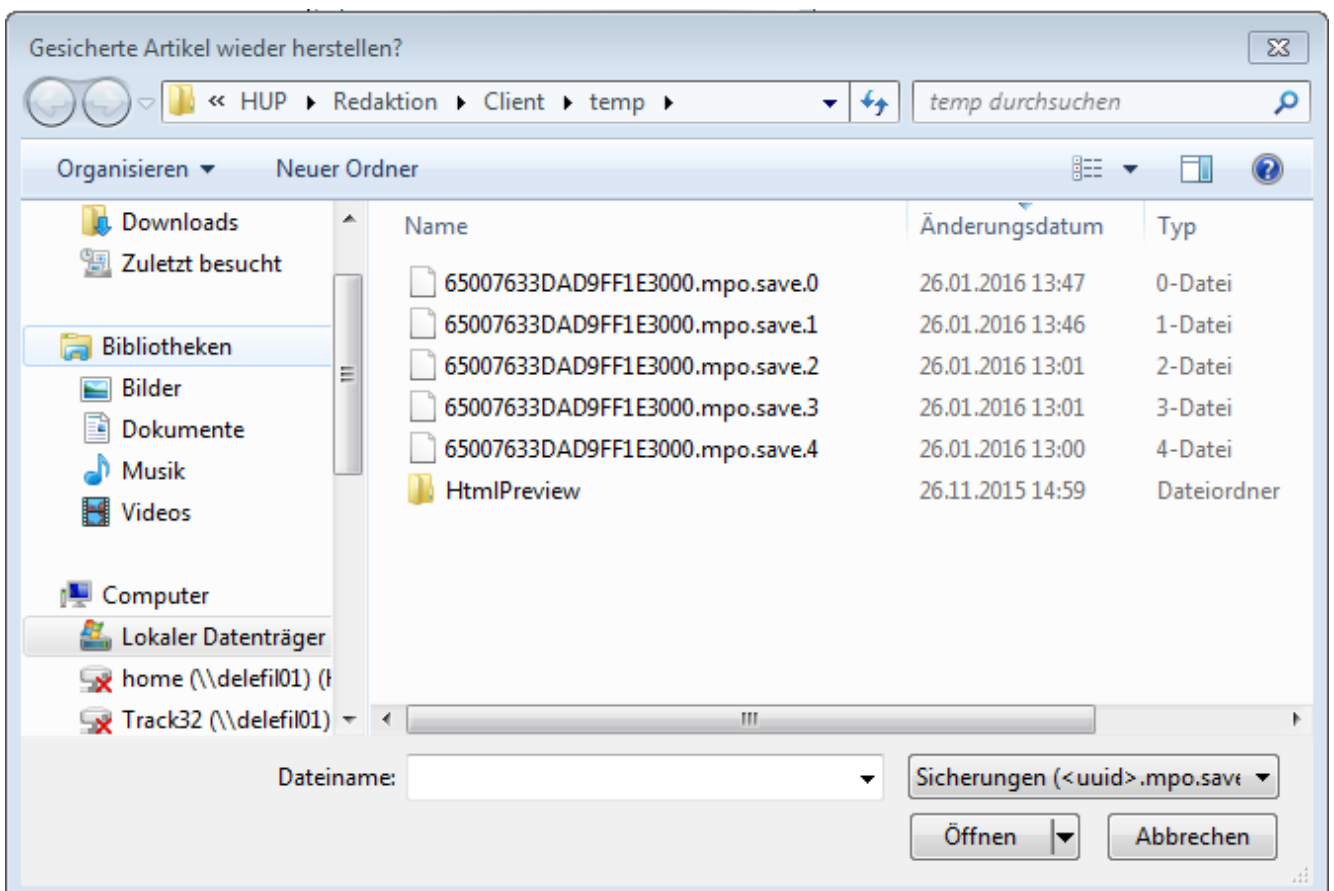 Gesicherte Artikel wieder herstellen?
« HUP ▸ Redaktion ▸ Client ▸ temp ▸
temp durchsuchen
Organisieren
Neuer Ordner
Downloads
Zuletzt besucht
Bibliotheken
Bilder
Dokumente
Musik
Videos
Computer
Lokaler Datenträger
home (\\delefil01) (H
Track32 (\\delefil01)
Name Änderungsdatum Typ
65007633DAD9FF1E3000.mpo.save.0 26.01.2016 13:47 0-Datei
65007633DAD9FF1E3000.mpo.save.1 26.01.2016 13:46 1-Datei
65007633DAD9FF1E3000.mpo.save.2 26.01.2016 13:01 2-Datei
65007633DAD9FF1E3000.mpo.save.3 26.01.2016 13:01 3-Datei
65007633DAD9FF1E3000.mpo.save.4 26.01.2016 13:00 4-Datei
HtmlPreview 26.11.2015 14:59 Dateiordner
Dateiname:
Sicherungen (<uuid>.mpo.save
Öffnen
Abbrechen